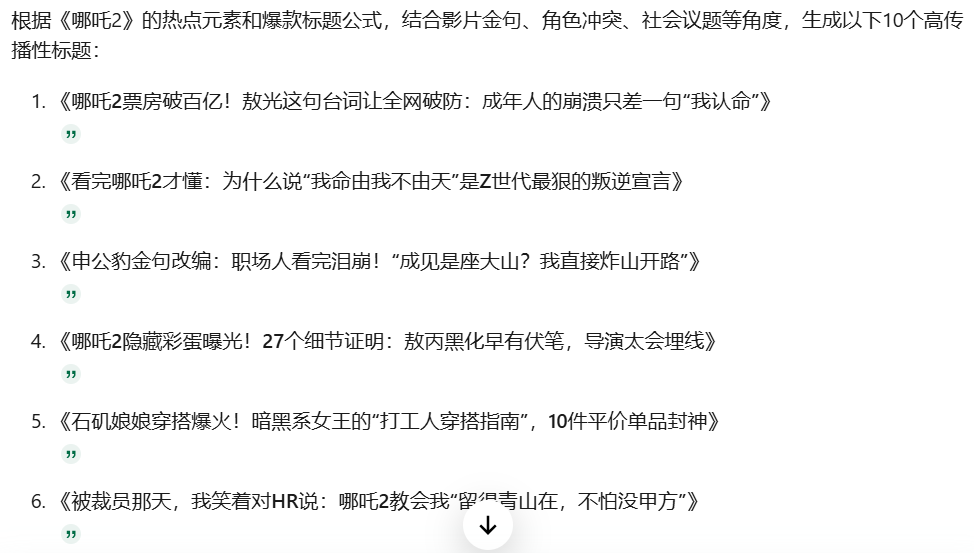 根据《哪吒2》的热点元素和爆款标题公式，结合影片金句、角色冲突、社会议题等角度，生成以下10个高传
播性标题：
1. 《哪吒2票房破百亿！敖光这句台词让全网破防：成年人的崩溃只差一句“我认命”》
”
2. 《看完哪吒2才懂：为什么说“我命由我不由天”是Z世代最狠的叛逆宣言》
”
3. 《申公豹金句改编：职场人看完泪崩！“成见是座大山？我直接炸山开路”》
”
4. 《哪吒2隐藏彩蛋曝光！27个细节证明：敖丙黑化早有伏笔，导演太会埋线》
”
5. 《石矶娘娘穿搭爆火！暗黑系女王的“打工人穿搭指南”，10件平价单品封神》
”
6. 《被裁员那天，我笑着对HR说：哪吒2教会我“留得青山在，不怕没甲方”》
”